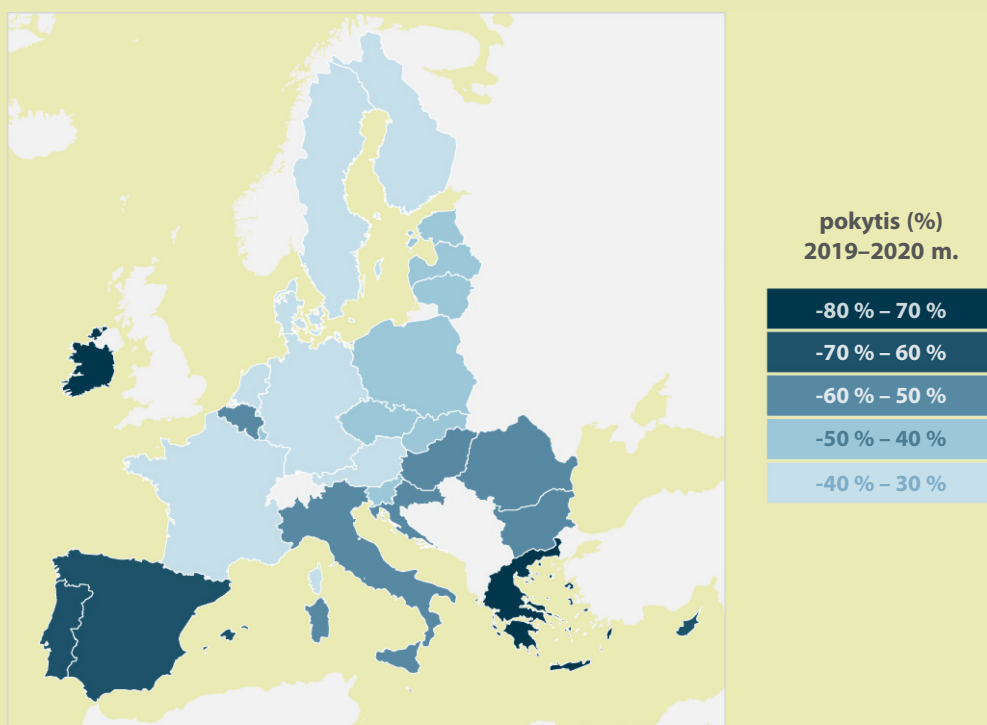 pokytis (%)
2019–2020 m.
-80 % – 70 %
-70 % – 60 %
-60 % – 50 %
-50 % – 40 %
-40 % – 30 %